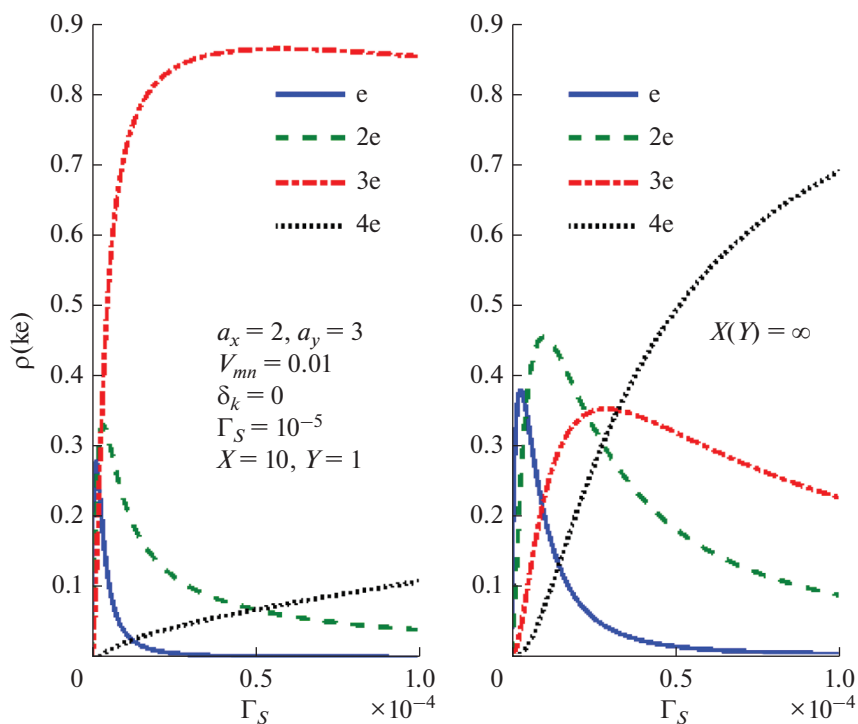 0.9
0.8
0.7
0.6
0.5
0.4
0.3
0.2
0.1
0
0.5
1.0
×10⁻⁴
Γ_S
ρ(ke)
e
2e
3e
4e
a_x = 2, a_y = 3
V_mn = 0.01
δ_k = 0
Γ_S = 10⁻⁵
X = 10, Y = 1
0.9
0.8
0.7
0.6
0.5
0.4
0.3
0.2
0.1
0
0.5
1.0
×10⁻⁴
Γ_S
e
2e
3e
4e
X(Y) = ∞